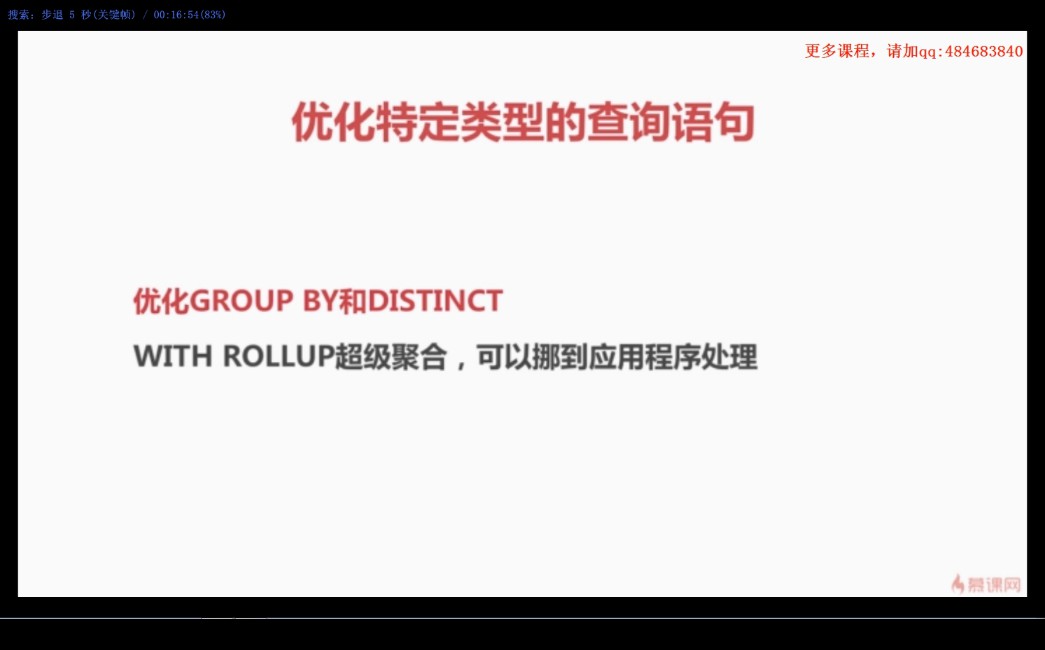 搜索: 步退 5 秒(关键帧) / 00:16:54(83%)
更多课程，请加qq:484683840
优化特定类型的查询语句
优化GROUP BY和DISTINCT
WITH ROLLUP超级聚合，可以挪到应用程序处理
慕课网